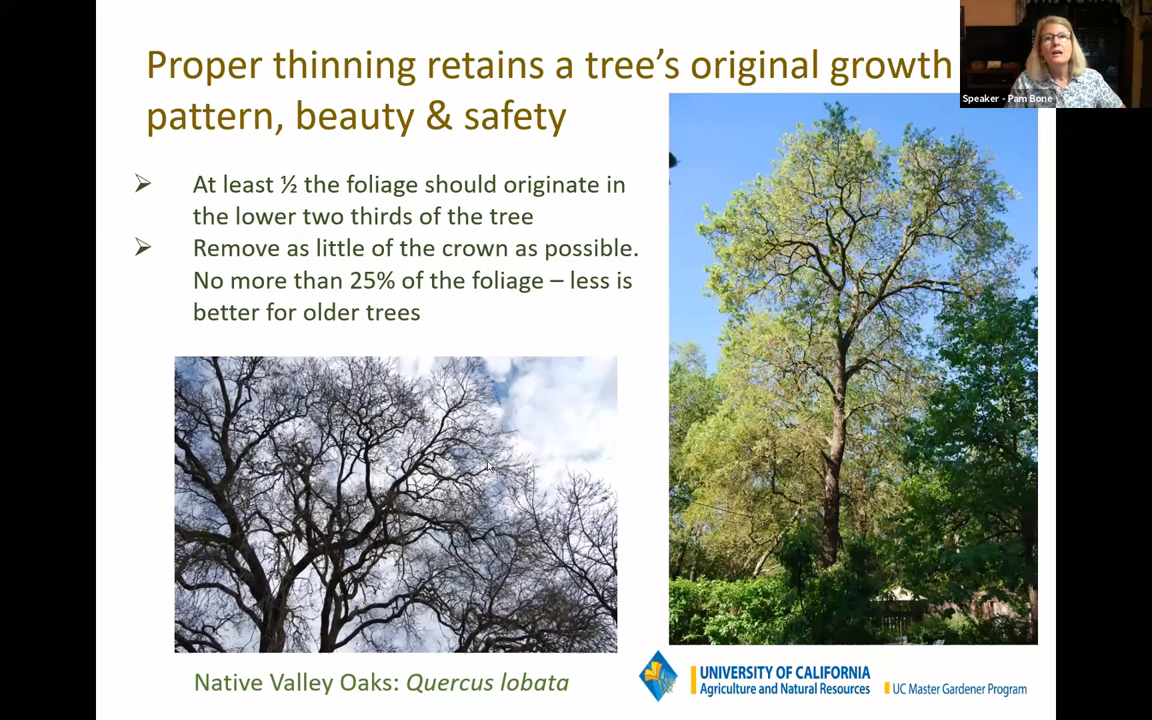 Proper thinning retains a tree’s original growth
pattern, beauty & safety
Speaker - Pam Bone
➢ At least ½ the foliage should originate in
the lower two thirds of the tree
➢ Remove as little of the crown as possible.
No more than 25% of the foliage – less is
better for older trees
Native Valley Oaks: Quercus lobata
UNIVERSITY OF CALIFORNIA
Agriculture and Natural Resources
UC Master Gardener Program